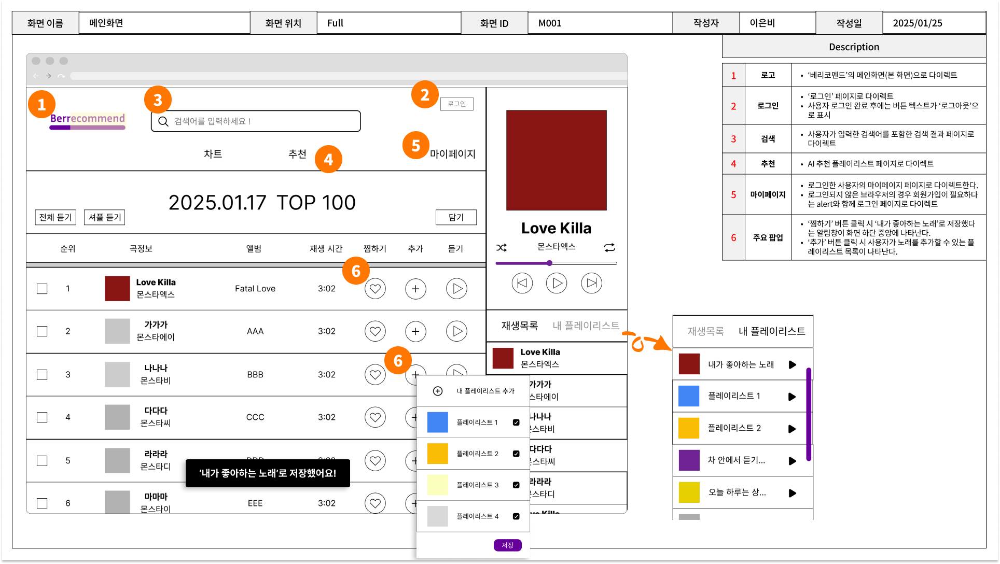 화면 이름
메인화면
화면 위치
Full
화면 ID
M001
작성자
이은비
작성일
2025/01/25
Description
1
로고
• ‘베리코멘드’의 메인화면(본 화면)으로 다이렉트
2
로그인
• ‘로그인’ 페이지로 다이렉트
• 사용자 로그인 완료 후에는 버튼 텍스트가 ‘로그아웃’으
로 표시
3
검색
• 사용자가 입력한 검색어를 포함한 검색 결과 페이지로
다이렉트
4
추천
• AI 추천 플레이리스트 페이지로 다이렉트
5
마이페이지
• 로그인한 사용자의 마이페이지 페이지로 다이렉트한다.
• 로그인되지 않은 브라우저의 경우 회원가입이 필요하다
는 alert와 함께 로그인 페이지로 다이렉트
6
주요 팝업
• ‘찜하기’ 버튼 클릭 시 ‘내가 좋아하는 노래’로 저장했다
는 알림창이 화면 하단 중앙에 나타난다.
• ‘추가’ 버튼 클릭 시 사용자가 노래를 추가할 수 있는 플
레이리스트 목록이 나타난다.
1
Berrecommend
3
검색어를 입력하세요 !
2
로그인
차트
추천
4
5
마이페이지
2025.01.17 TOP 100
전체 듣기
셔플 듣기
담기
순위
곡정보
앨범
재생 시간
찜하기
추가
듣기
6
1
Love Killa
몬스타엑스
Fatal Love
3:02
2
가가가
몬스타에이
AAA
3:02
6
3
나나나
몬스타비
BBB
3:02
4
다다다
몬스타씨
CCC
3:02
5
라라라
몬스타디
DDD
3:02
‘내가 좋아하는 노래’로 저장했어요!
6
마마마
몬스타이
EEE
3:02
내 플레이리스트 추가
플레이리스트 1
플레이리스트 2
플레이리스트 3
플레이리스트 4
저장
Love Killa
몬스타엑스
재생목록
내 플레이리스트
Love Killa
몬스타엑스
가가가
스타에이
나나나
스타비
다다다
스타씨
라라라
스타디
Killa
재생목록
내 플레이리스트
내가 좋아하는 노래
플레이리스트 1
플레이리스트 2
차 안에서 듣기...
오늘 하루는 상...